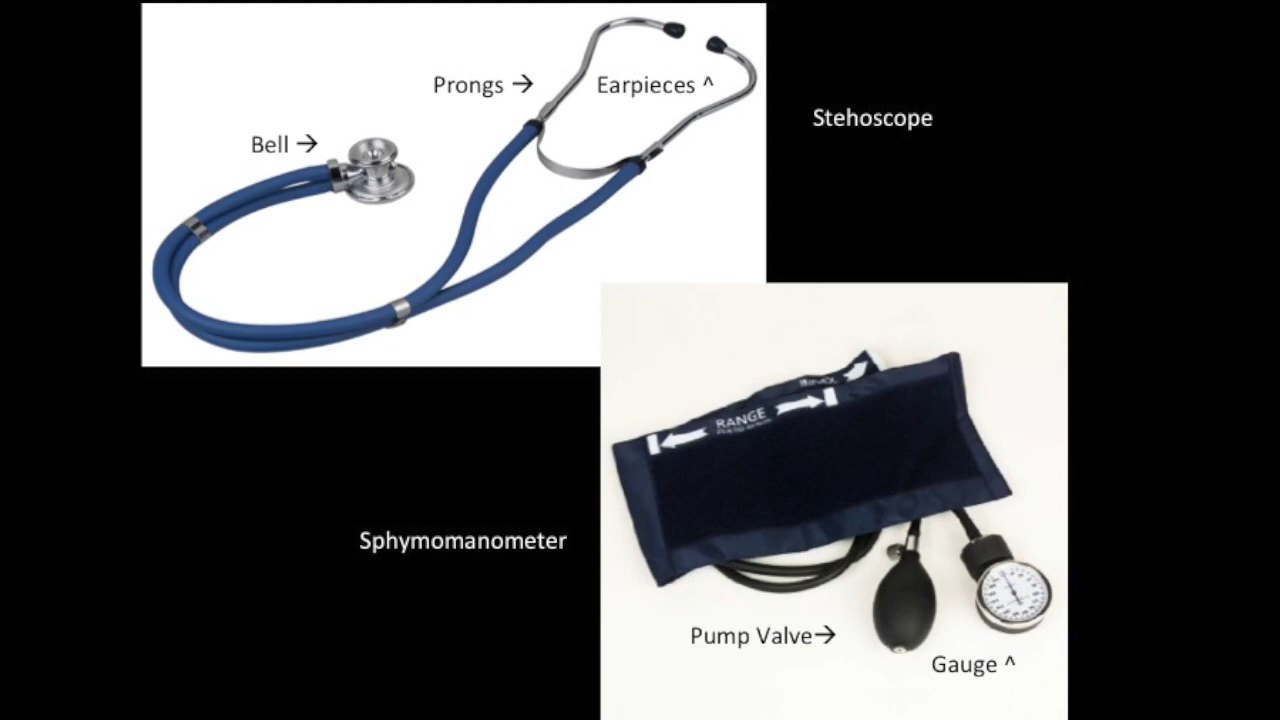 Prongs →
Earpieces ^
Stehoscope
Bell →
RANGE
Sphymomanometer
Pump Valve→
Gauge ^